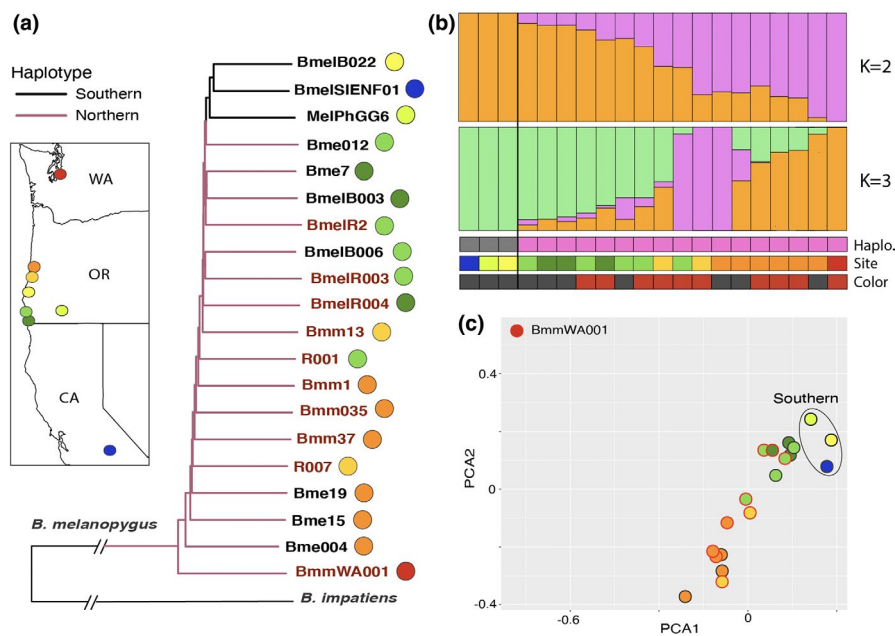 (a)
Haplotype
Southern
Northern
WA
OR
CA
BmelB022
BmelSIENF01
MelPhGG6
Bme012
Bme7
BmelB003
BmelR2
BmelB006
BmelR003
BmelR004
Bmm13
R001
Bmm1
Bmm035
Bmm37
R007
Bme19
Bme15
Bme004
BmmWA001
B. melanopygus
B. impatiens
(b)
K=2
K=3
Haplo.
Site
Color
(c)
BmmWA001
Southern
0.4
0
-0.4
PCA2
-0.6
0
PCA1